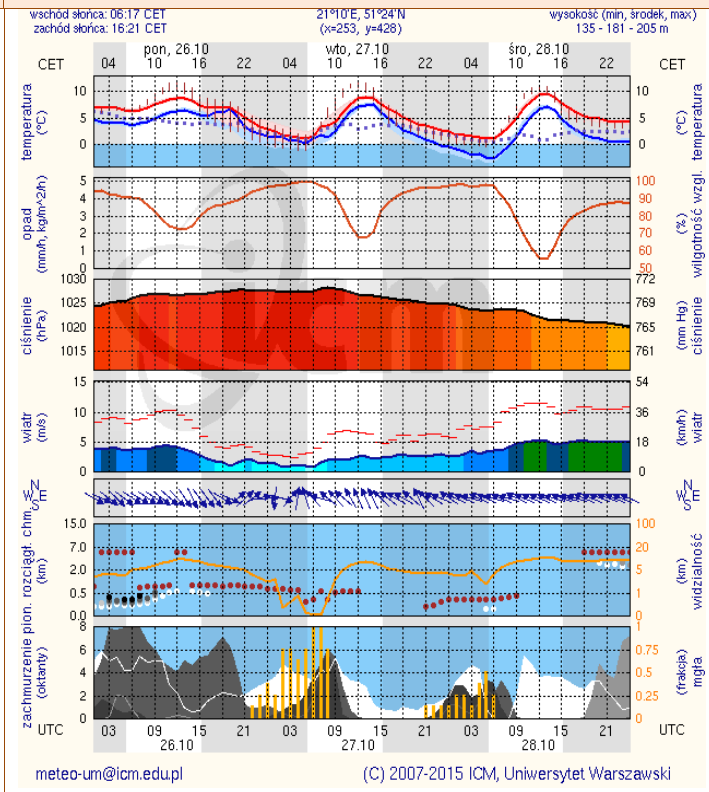 wschód słońca: 06:17 CET 21°10'E, 51°24'N wysokość (min, środek, max)
zachód słońca: 16:21 CET (x=253, y=428) 135 - 181 - 205 m
pon, 26.10 wto, 27.10 śro, 28.10
CET 04 10 16 22 04 10 16 22 04 10 16 22 CET
temperatura (°C)
10
5
0
10
5
0
(°C) temperatura
opad (mm/h, kg/m^2/h)
5
4
3
2
1
0
100
90
80
70
60
50
(%) wilgotność wzgl.
icm
ciśnienie (hPa)
1030
1025
1020
1015
772
769
765
761
(mm Hg) ciśnienie
wiatr (m/s)
15
10
5
0
54
36
18
0
(km/h) wiatr
N
W E
S
N
W E
S
pion. rozciągł. chm. (km)
15.0
7.0
2.0
0.5
0.0
100
20
5
1
0
(km) widzialność
zachmurzenie (oktanty)
8
6
4
2
0
1
0.75
0.5
0.25
0
(frakcja) mgła
UTC 03 09 15 21 03 09 15 21 03 09 15 21 UTC
26.10 27.10 28.10
meteo-um@icm.edu.pl (C) 2007-2015 ICM, Uniwersytet Warszawski